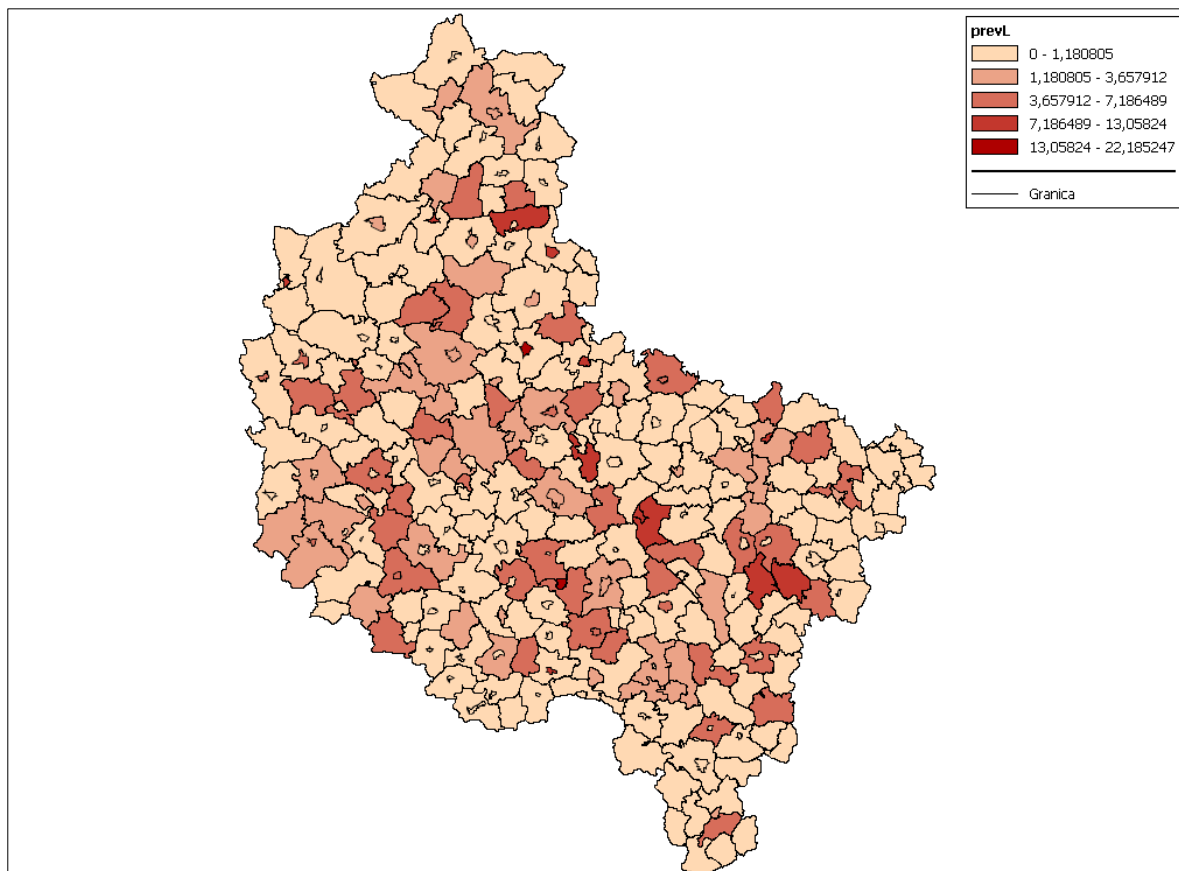 prevL
0 - 1,180805
1,180805 - 3,657912
3,657912 - 7,186489
7,186489 - 13,05824
13,05824 - 22,185247
Granica